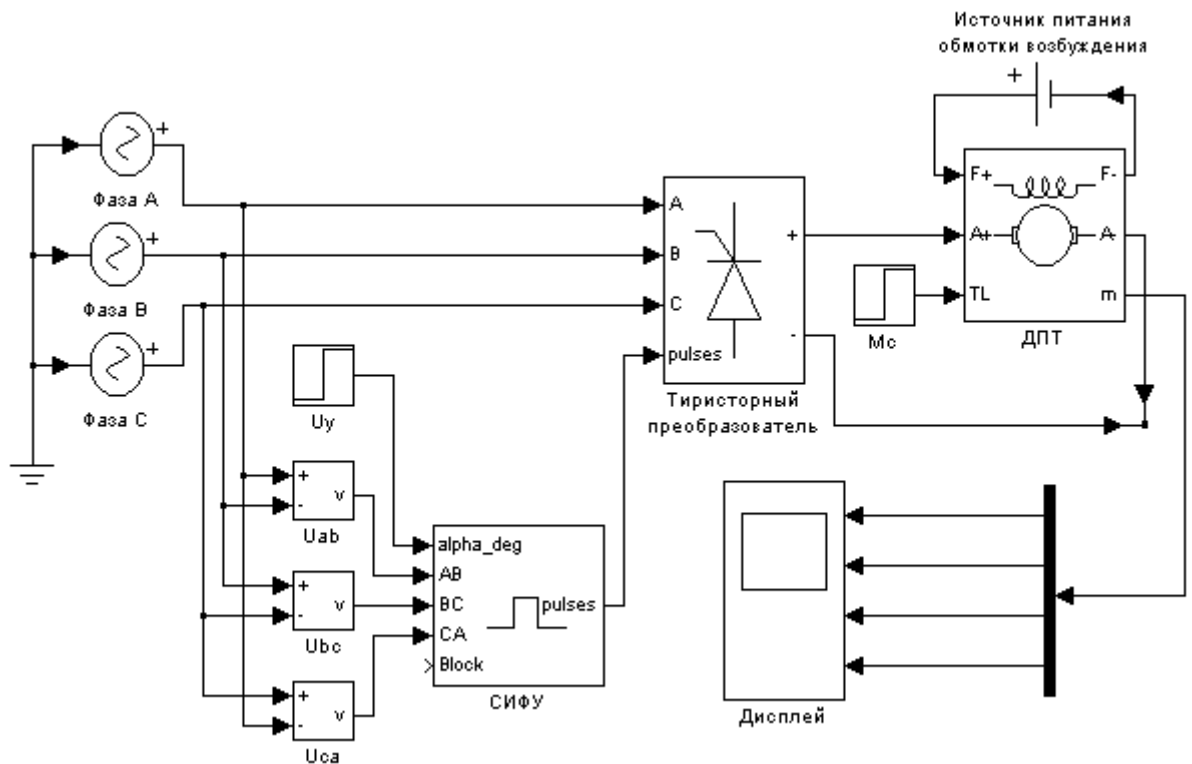 Источник питания
обмотки возбуждения
+
+
Фаза А
+
Фаза В
+
Фаза С
A
B
C
pulses
+
-
Тиристорный
преобразователь
F+
F-
A+
A-
TL
m
ДПТ
Мс
Uy
+
-
v
Uab
+
-
v
Ubc
+
-
v
Uca
alpha_deg
AB
BC
CA
Block
pulses
СИФУ
Дисплей